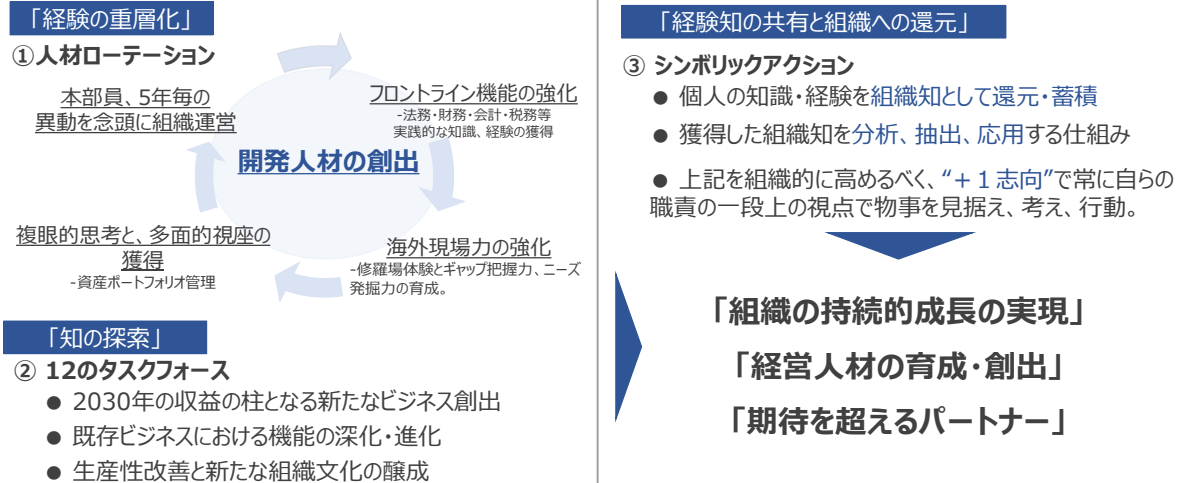 「経験の重層化」
①人材ローテーション
本部員、5年毎の
異動を念頭に組織運営
フロントライン機能の強化
-法務・財務・会計・税務等
実践的な知識、経験の獲得
開発人材の創出
複眼的思考と、多面的視座の
獲得
-資産ポートフォリオ管理
海外現場力の強化
-修羅場体験とギャップ把握力、ニーズ
発掘力の育成。
「知の探索」
② 12のタスクフォース
● 2030年の収益の柱となる新たなビジネス創出
● 既存ビジネスにおける機能の深化・進化
● 生産性改善と新たな組織文化の醸成
「経験知の共有と組織への還元」
③ シンボリックアクション
● 個人の知識・経験を組織知として還元・蓄積
● 獲得した組織知を分析、抽出、応用する仕組み
● 上記を組織的に高めるべく、“+1志向”で常に自らの
職責の一段上の視点で物事を見据え、考え、行動。
「組織の持続的成長の実現」
「経営人材の育成・創出」
「期待を超えるパートナー」